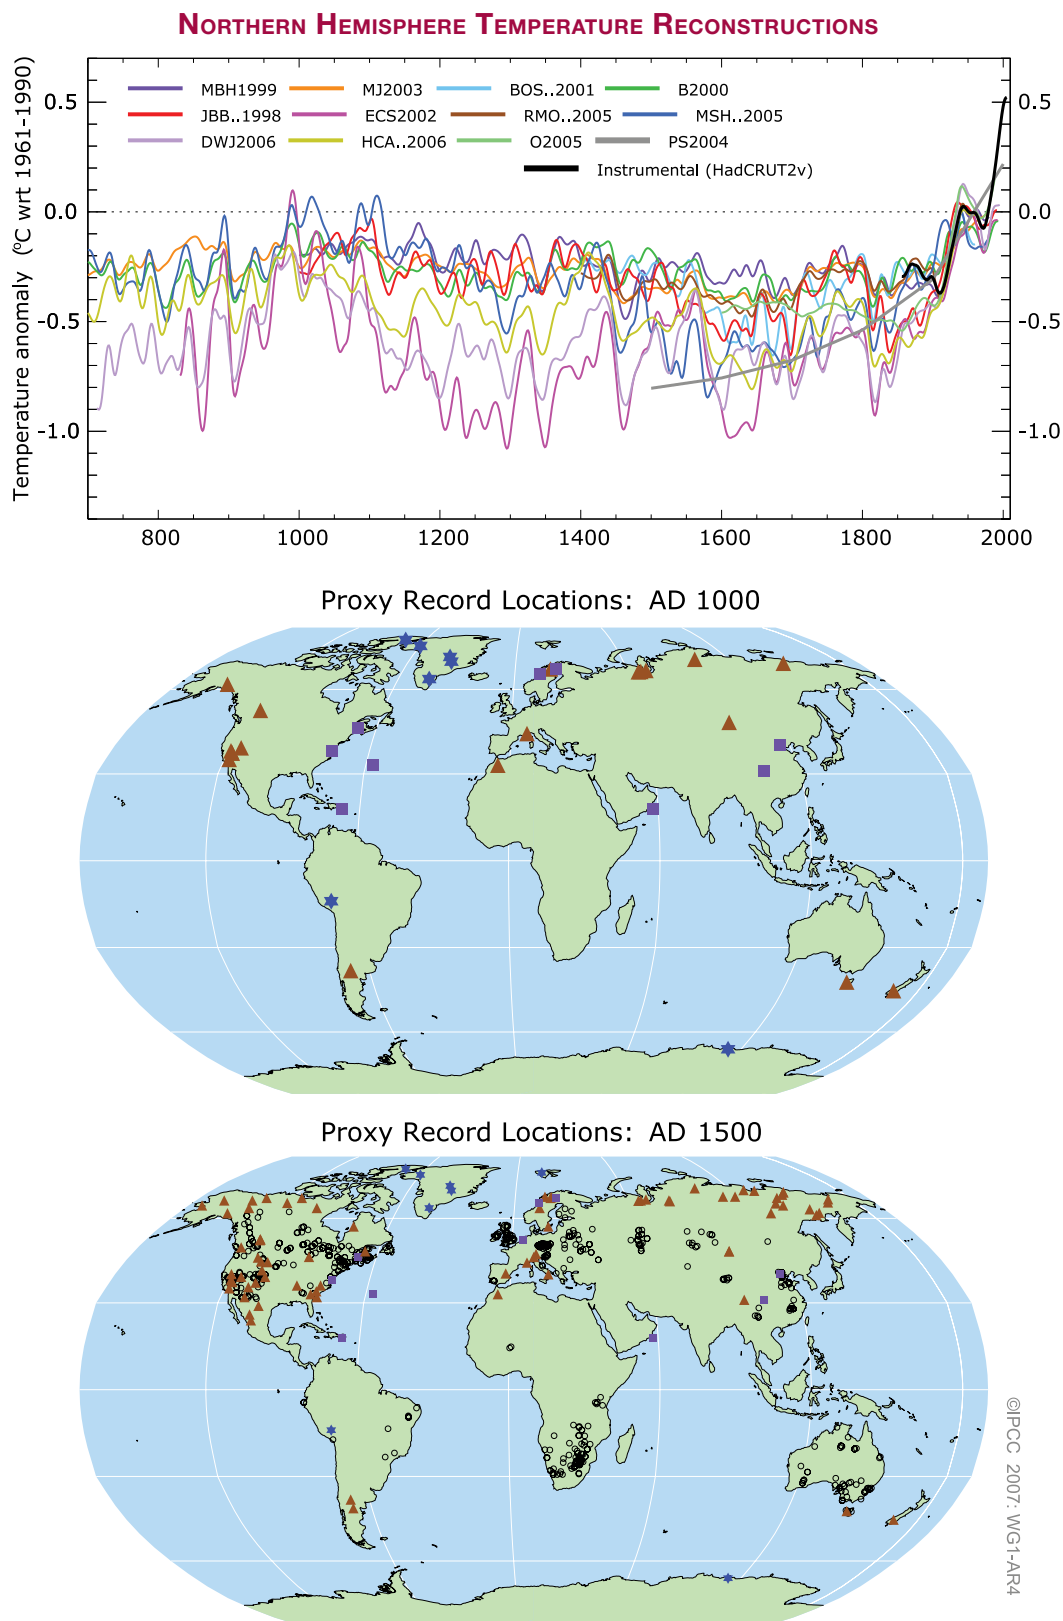 NORTHERN HEMISPHERE TEMPERATURE RECONSTRUCTIONS
Temperature anomaly (ºC wrt 1961-1990)
MBH1999 MJ2003 BOS..2001 B2000
JBB..1998 ECS2002 RMO..2005 MSH..2005
DWJ2006 HCA..2006 O2005 PS2004
Instrumental (HadCRUT2v)
0.5 0.5
0.0 0.0
-0.5 -0.5
-1.0 -1.0
800 1000 1200 1400 1600 1800 2000
Proxy Record Locations: AD 1000
Proxy Record Locations: AD 1500
©IPCC 2007: WG1-AR4